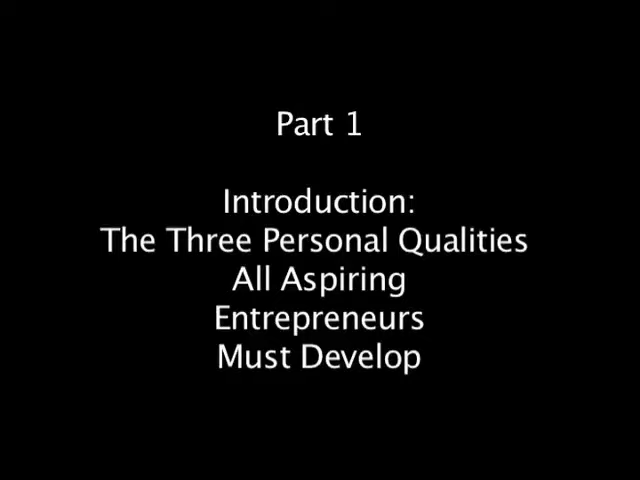 Part 1
Introduction:
The Three Personal Qualities
All Aspiring
Entrepreneurs
Must Develop